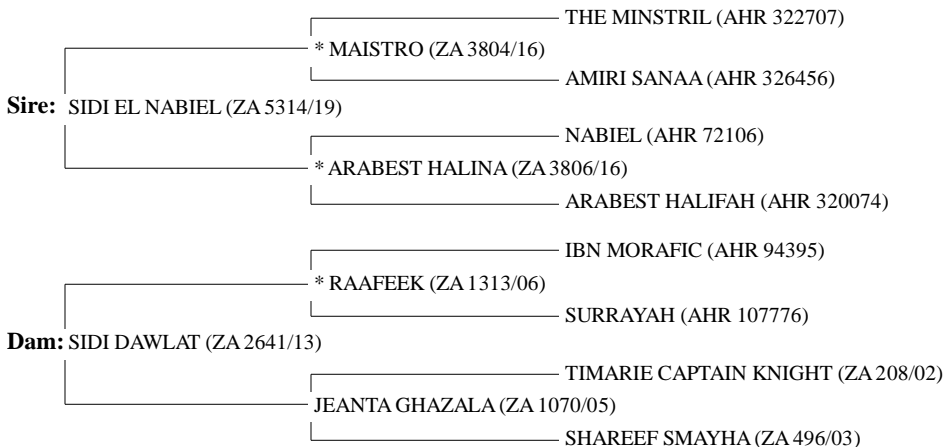 THE MINSTRIL (AHR 322707)
* MAISTRO (ZA 3804/16)
AMIRI SANAA (AHR 326456)
Sire: SIDI EL NABIEL (ZA 5314/19)
NABIEL (AHR 72106)
* ARABEST HALINA (ZA 3806/16)
ARABEST HALIFAH (AHR 320074)
IBN MORAFIC (AHR 94395)
* RAAFEEK (ZA 1313/06)
SURRAYAH (AHR 107776)
Dam: SIDI DAWLAT (ZA 2641/13)
TIMARIE CAPTAIN KNIGHT (ZA 208/02)
JEANTA GHAZALA (ZA 1070/05)
SHAREEF SMAYHA (ZA 496/03)